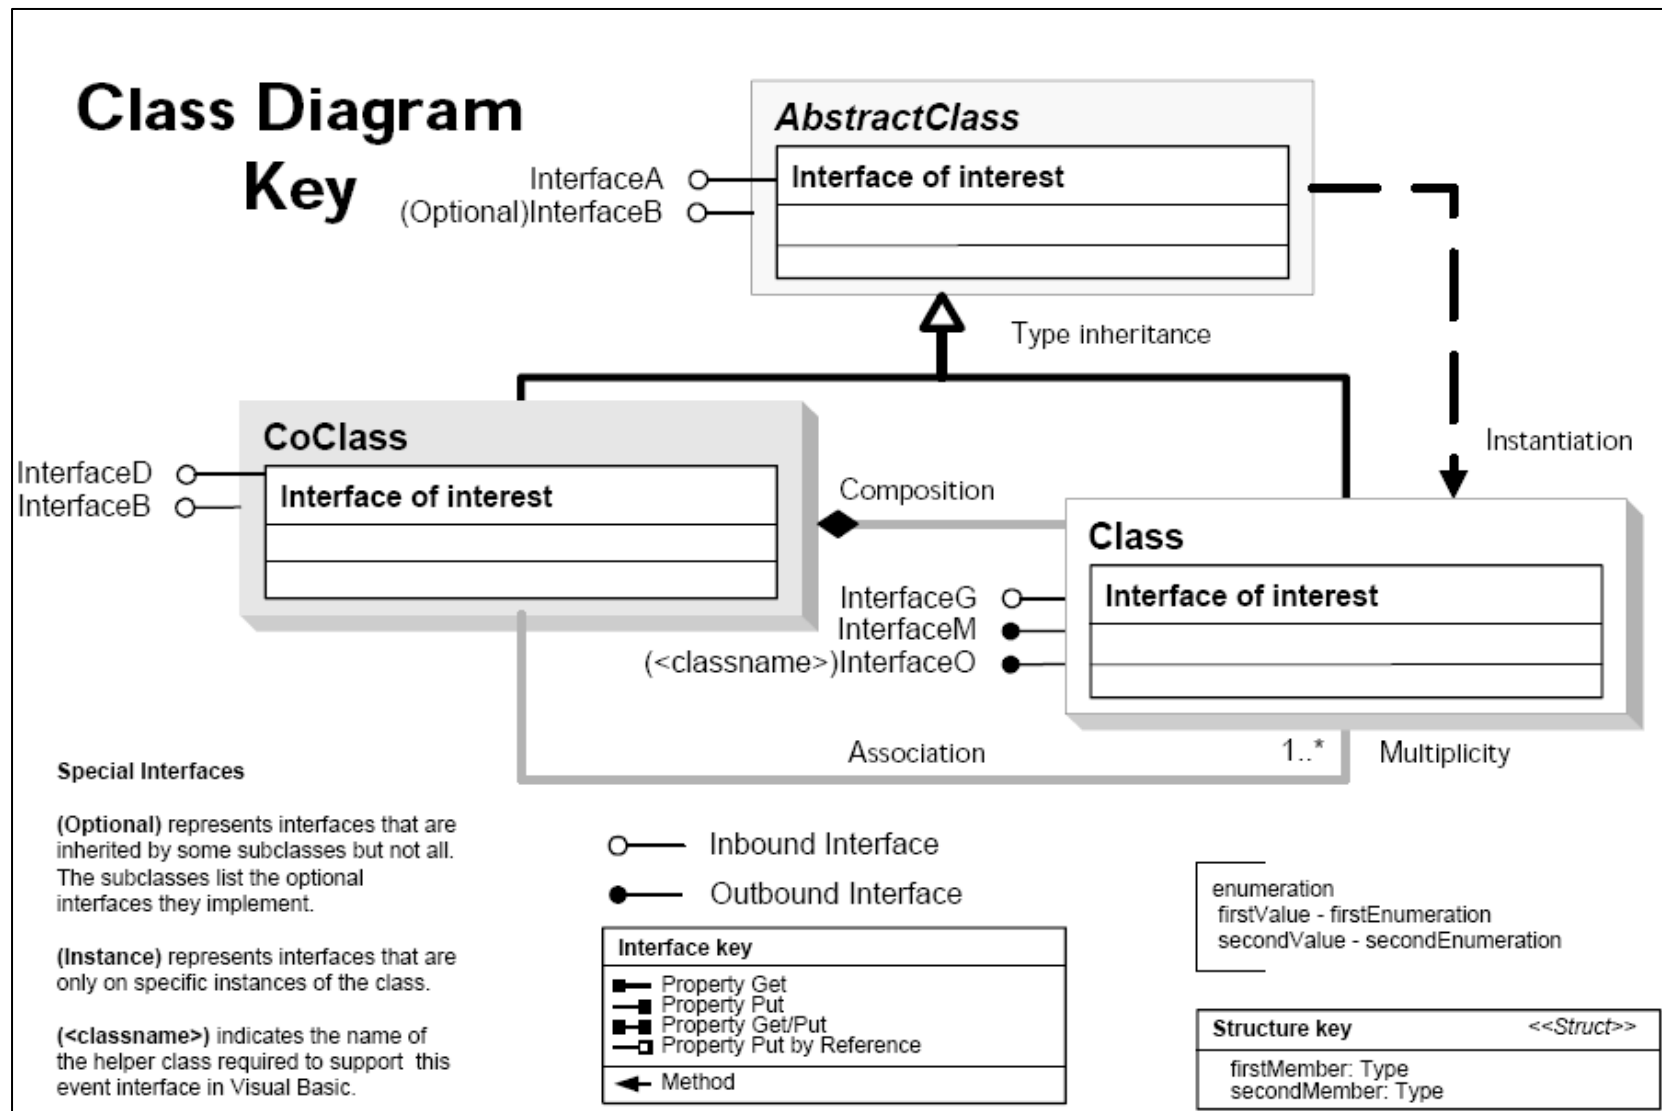 Class Diagram
Key
AbstractClass
Interface of interest
InterfaceA
(Optional)InterfaceB
Type inheritance
Instantiation
CoClass
Interface of interest
InterfaceD
InterfaceB
Composition
Class
Interface of interest
InterfaceG
InterfaceM
(<classname>)InterfaceO
Association
1..*
Multiplicity
Special Interfaces
(Optional) represents interfaces that are
inherited by some subclasses but not all.
The subclasses list the optional
interfaces they implement.
(Instance) represents interfaces that are
only on specific instances of the class.
(<classname>) indicates the name of
the helper class required to support this
event interface in Visual Basic.
Inbound Interface
Outbound Interface
Interface key
Property Get
Property Put
Property Get/Put
Property Put by Reference
Method
enumeration
firstValue - firstEnumeration
secondValue - secondEnumeration
Structure key <<Struct>>
firstMember: Type
secondMember: Type